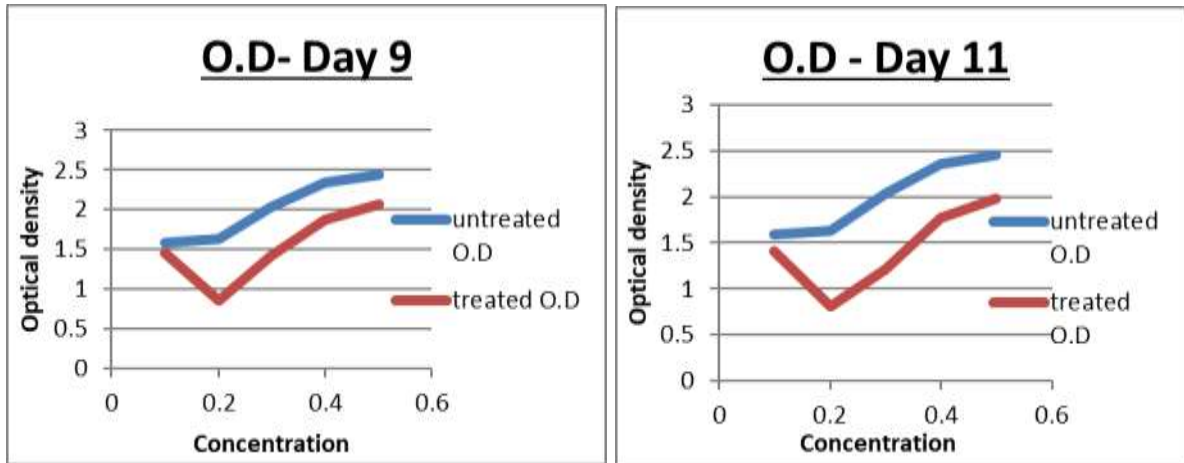 O.D- Day 9
3
2.5
2
1.5
1
0.5
0
0
0.2
0.4
0.6
Optical density
Concentration
untreated
O.D
treated O.D
O.D - Day 11
3
2.5
2
1.5
1
0.5
0
0
0.2
0.4
0.6
Optical density
Concentration
untreated
O.D
treated
O.D